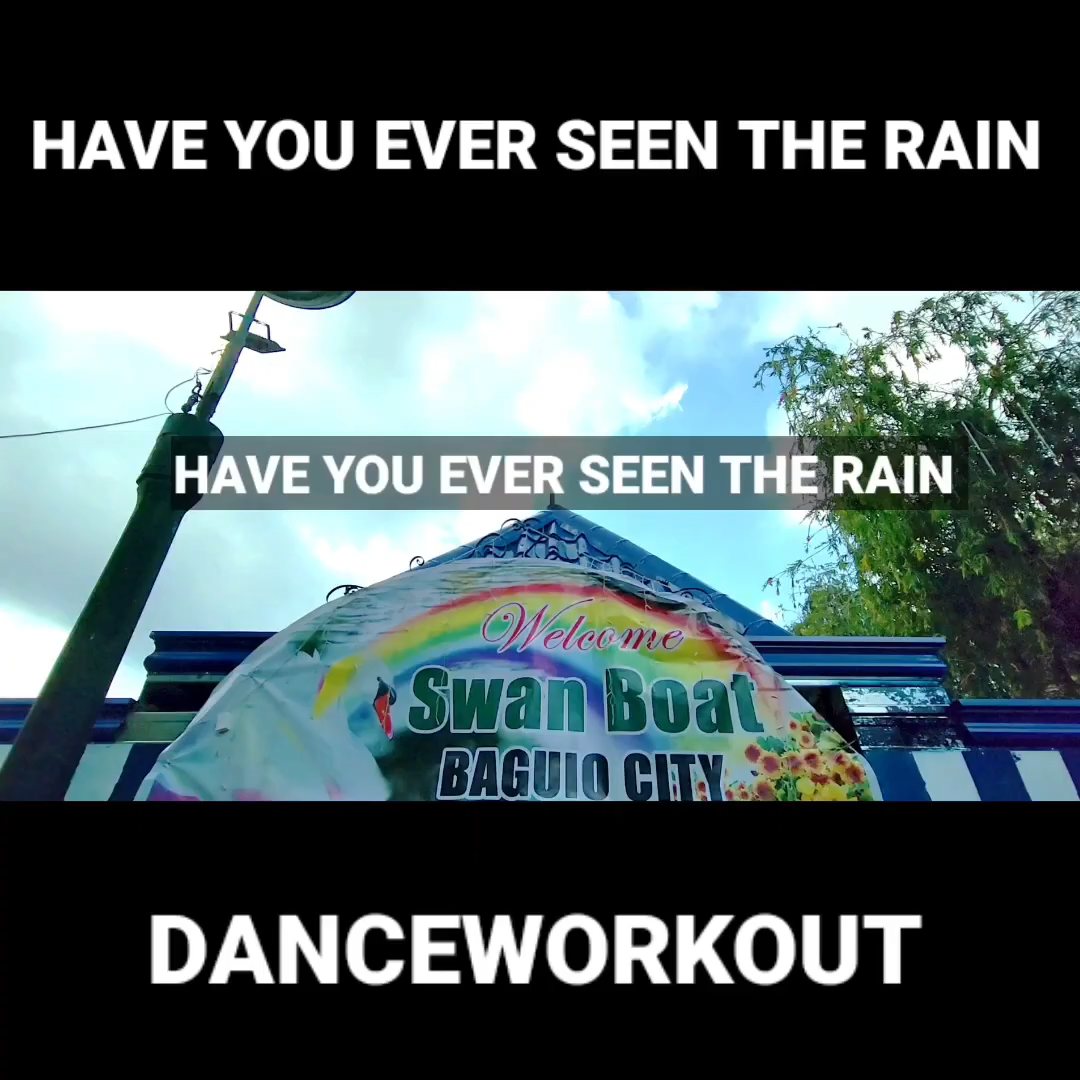 HAVE YOU EVER SEEN THE RAIN
HAVE YOU EVER SEEN THE RAIN
Welcome
Swan Boat
BAGUIO CITY
DANCEWORKOUT